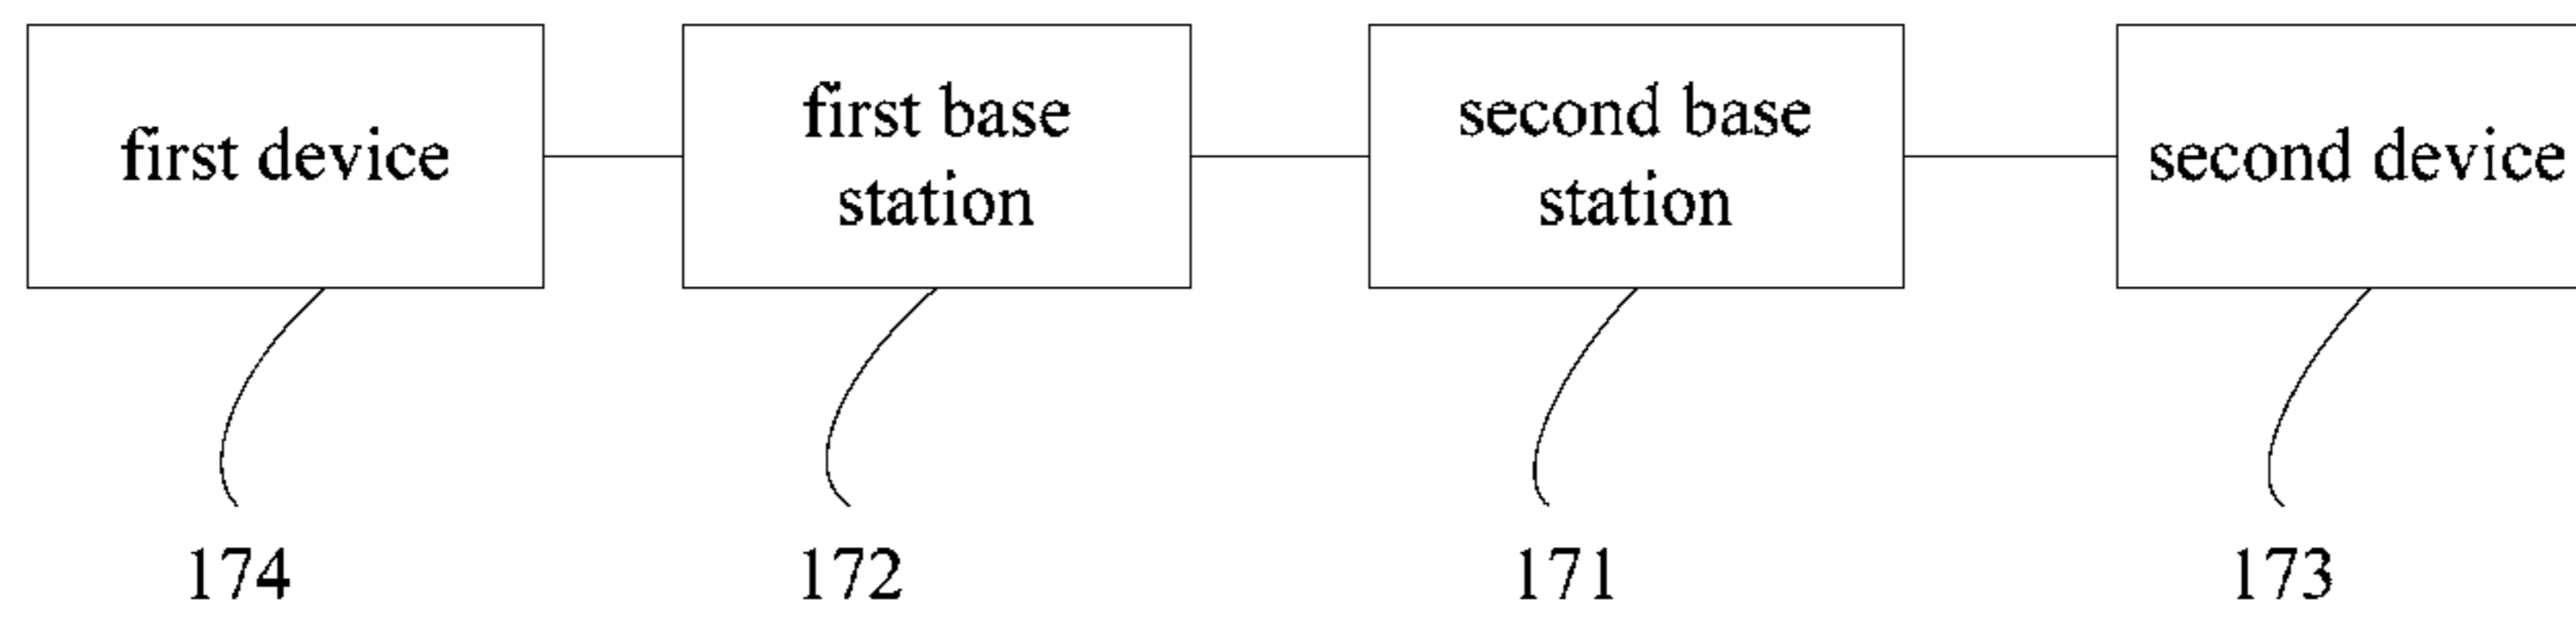 first device
first base
station
second base
station
second device
174
172
171
173